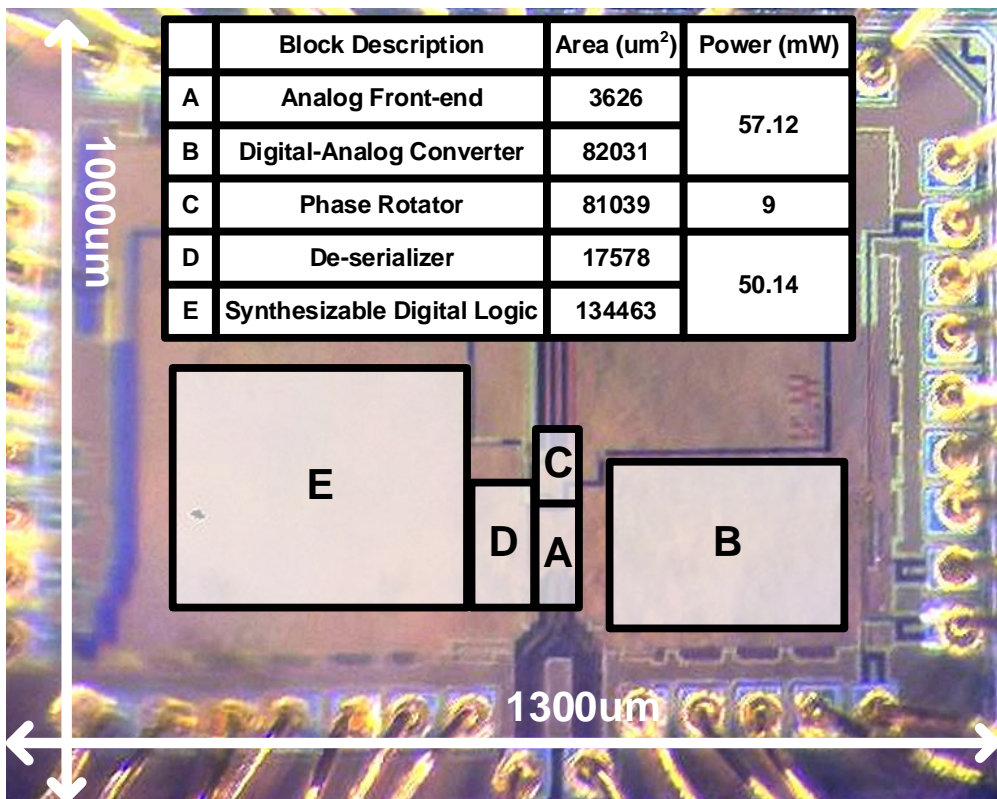 Block Description Area (um²) Power (mW)
A Analog Front-end 3626 57.12
B Digital-Analog Converter 82031
C Phase Rotator 81039 9
D De-serializer 17578 50.14
E Synthesizable Digital Logic 134463
1000um
E
C
D
A
B
1300um